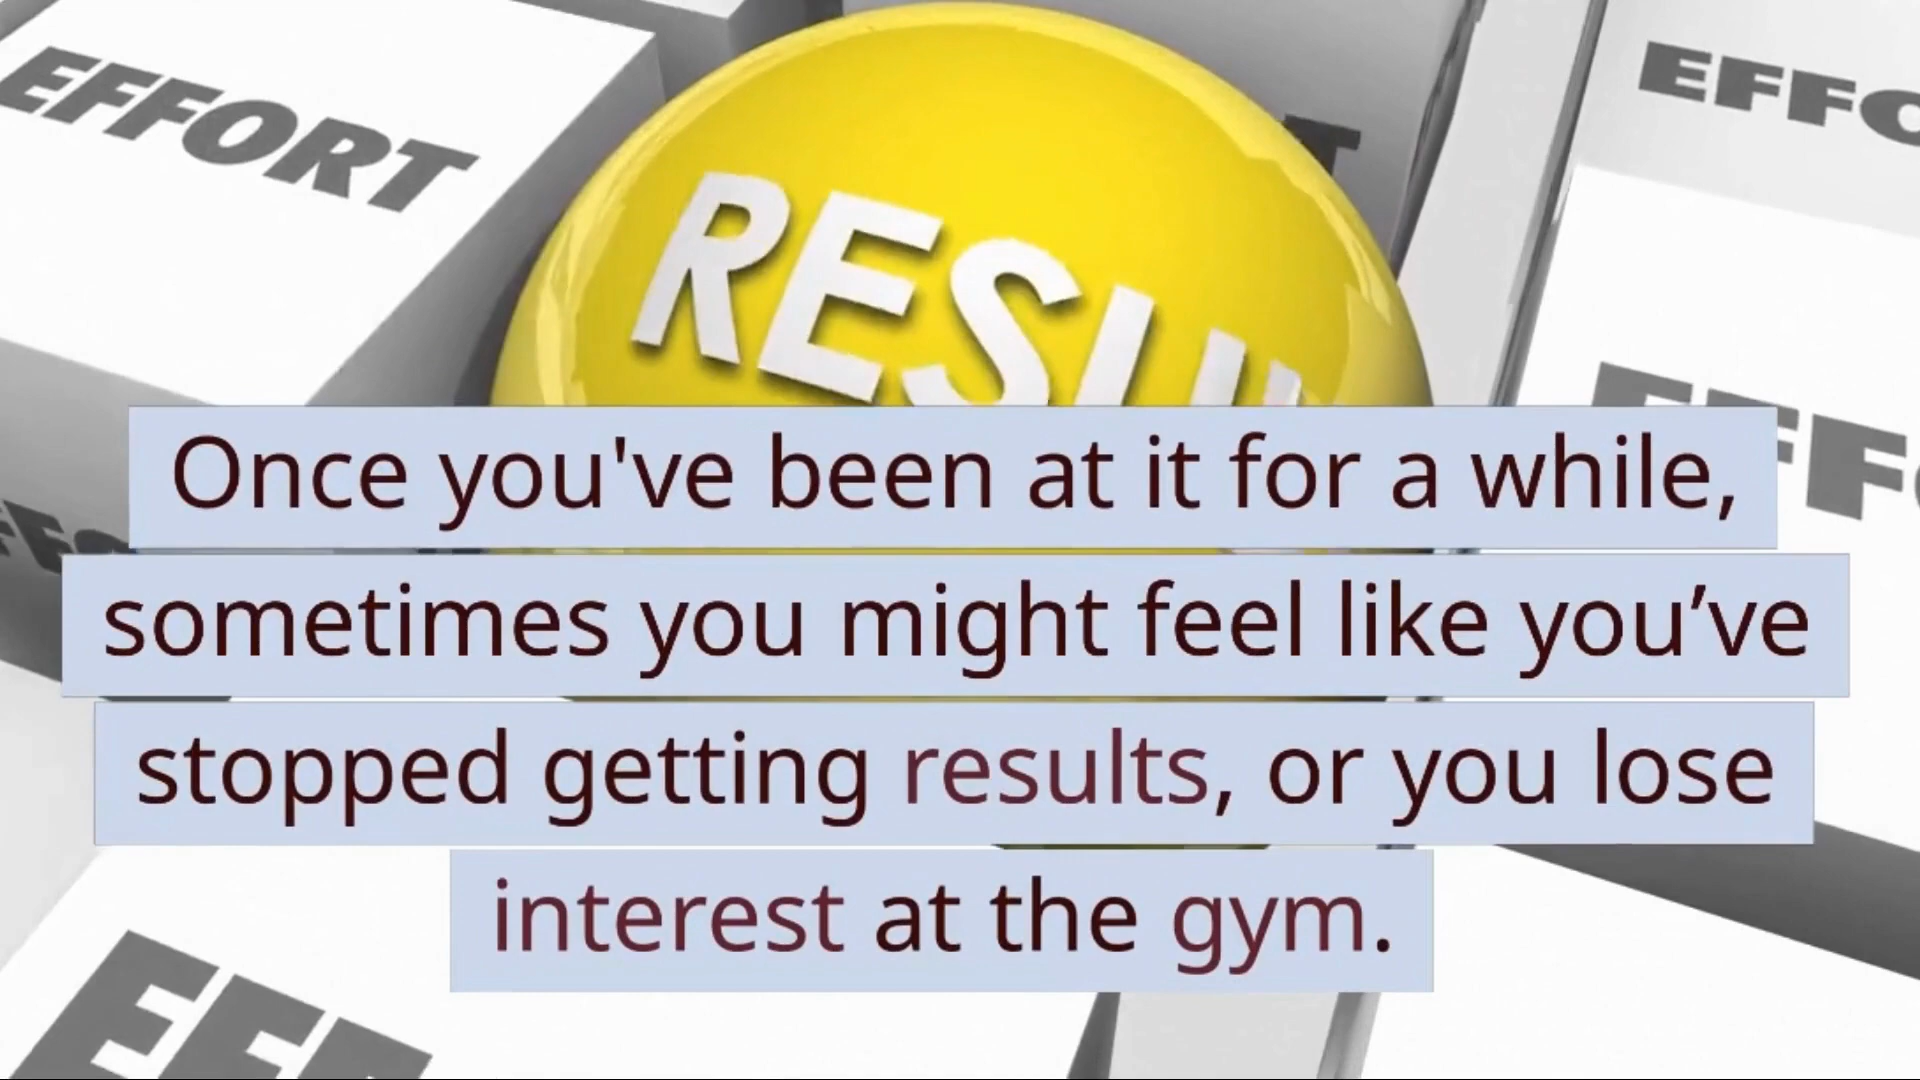 EFFORT
RESU
Once you've been at it for a while,
sometimes you might feel like you’ve
stopped getting results, or you lose
interest at the gym.